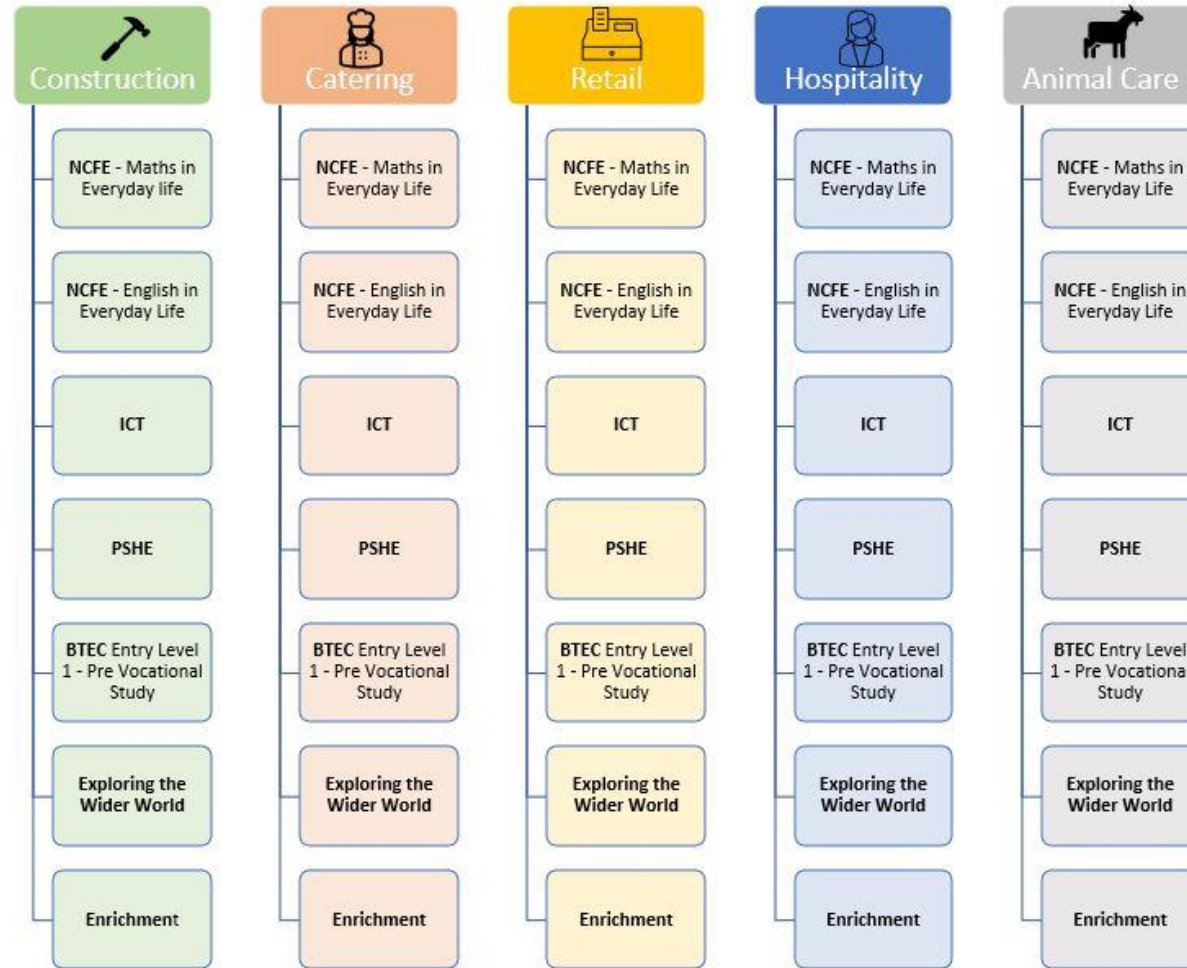 Construction
NCFE - Maths in
Everyday life
NCFE - English in
Everyday Life
ICT
PSHE
BTEC Entry Level
1 - Pre Vocational
Study
Exploring the
Wider World
Enrichment
Catering
NCFE - Maths in
Everyday Life
NCFE - English in
Everyday Life
ICT
PSHE
BTEC Entry Level
1 - Pre Vocational
Study
Exploring the
Wider World
Enrichment
Retail
NCFE - Maths in
Everyday Life
NCFE - English in
Everyday Life
ICT
PSHE
BTEC Entry Level
1 - Pre Vocational
Study
Exploring the
Wider World
Enrichment
Hospitality
NCFE - Maths in
Everyday Life
NCFE - English in
Everyday Life
ICT
PSHE
BTEC Entry Level
1 - Pre Vocational
Study
Exploring the
Wider World
Enrichment
Animal Care
NCFE - Maths in
Everyday Life
NCFE - English in
Everyday Life
ICT
PSHE
BTEC Entry Level
1 - Pre Vocational
Study
Exploring the
Wider World
Enrichment